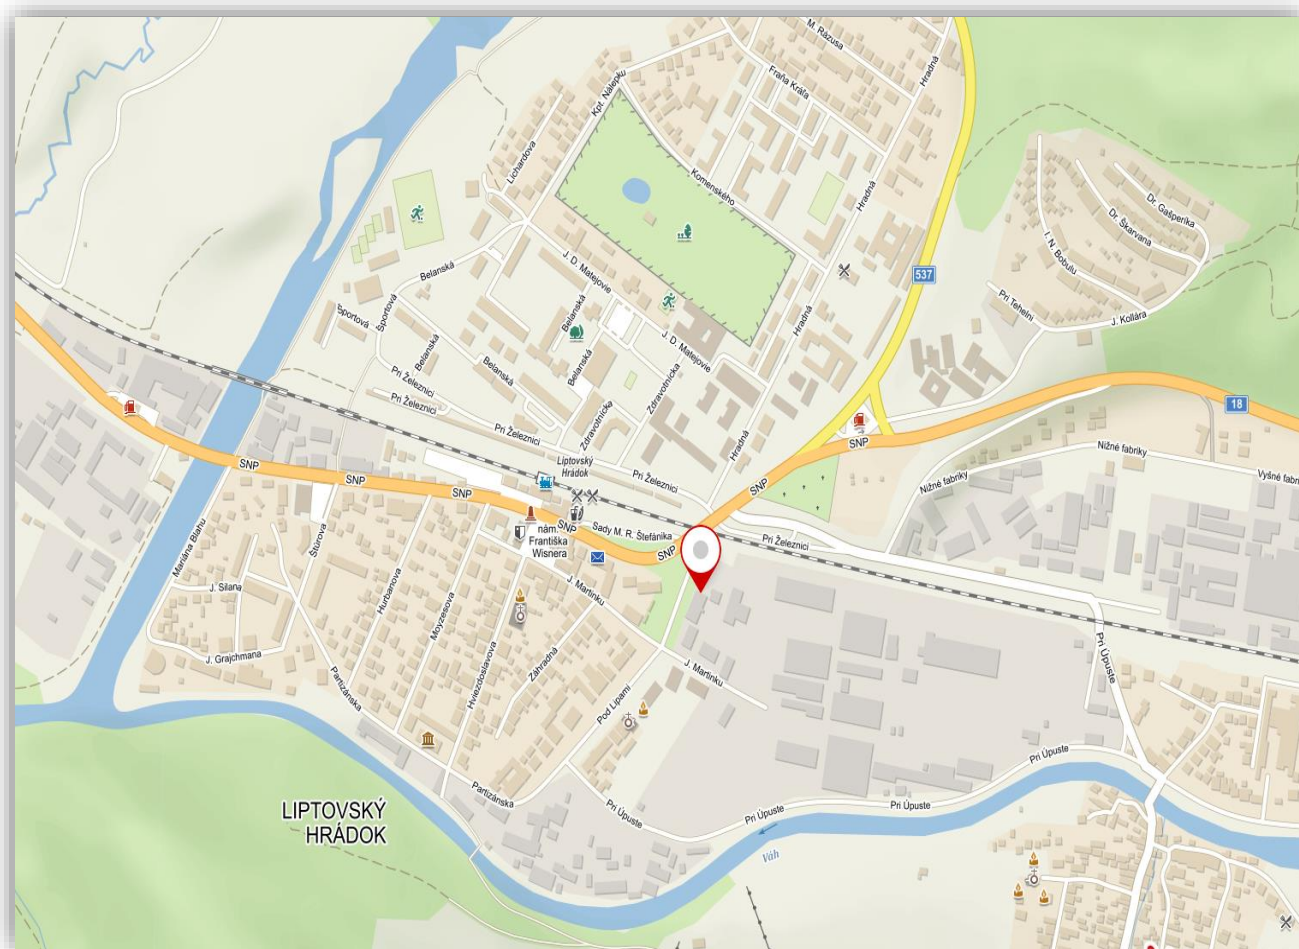 M. Rázusa
Fraňa Kráľa
Hradná
Kpt. Nálepku
Lichardova
Komenského
Hradná
Dr. Gašperíka
Dr. Škarvana
I. N. Bobulu
Belanská
J. D. Matejovie
537
Pri Tehelni
J. Kollára
Športová
Športová
Belanská
Belanská
Hradná
Belanská
J. D. Matejovie
Belanská
Pri Železnici
Pri Železnici
Zdravotnícka
Zdravotnícka
18
Pri Železnici
Hradná
SNP
Nižné fabriky
SNP
Liptovský
Hrádok
Pri Železnici
Vyšné fabri
SNP
SNP
SNP
Nižné fabriky
SNP
Sady M. R. Štefánika
nám.
Františka
Wisnera
SNP
Pri Železnici
Mariána Blahu
Štúrova
J. Silana
Hurbanova
Moyzesova
J. Martinku
Hviezdoslavova
Záhradná
J. Grajchmana
Partizánska
J. Martinku
Pri Úpuste
Pod Lipami
Partizánska
Pri Úpuste
Pri Úpuste
Pri Úpuste
Pri Úpuste
LIPTOVSKÝ
HRÁDOK
Váh